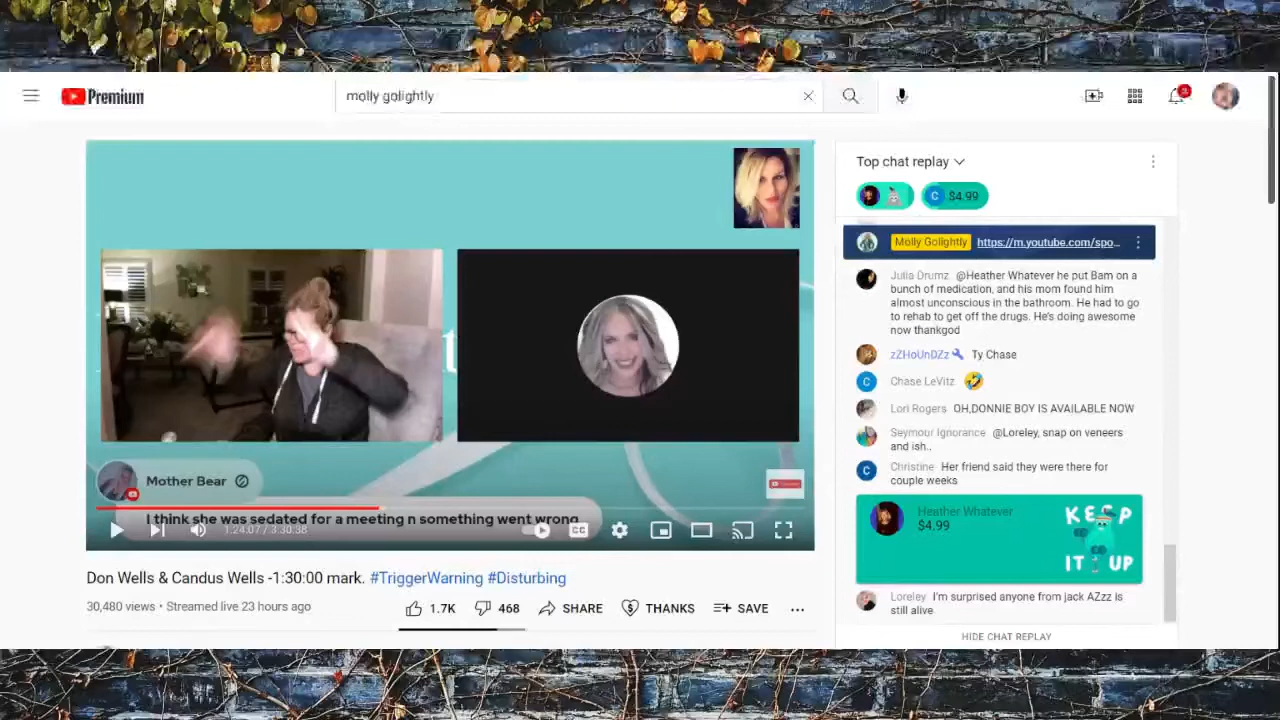 Premium
molly golightly
3
Mother Bear
I think she was sedated for a meeting n something went wrong
1:24:07 / 3:30:58
CC
Don Wells & Candus Wells -1:30:00 mark. #TriggerWarning #Disturbing
30,480 views • Streamed live 23 hours ago
1.7K
468
SHARE
THANKS
SAVE
Top chat replay
C $4.99
Molly Golightly https://m.youtube.com/spo...
Julia Drumz @Heather Whatever he put Bam on a
bunch of medication, and his mom found him
almost unconscious in the bathroom. He had to go
to rehab to get off the drugs. He's doing awesome
now thankgod
zZHoUnDZz Ty Chase
C Chase LeVitz
Lori Rogers OH,DONNIE BOY IS AVAILABLE NOW
Seymour Ignorance @Loreley, snap on veneers
and ish..
C Christine Her friend said they were there for
couple weeks
Heather Whatever
$4.99
KEEP
IT UP
Loreley I'm surprised anyone from jack AZzz is
still alive
HIDE CHAT REPLAY